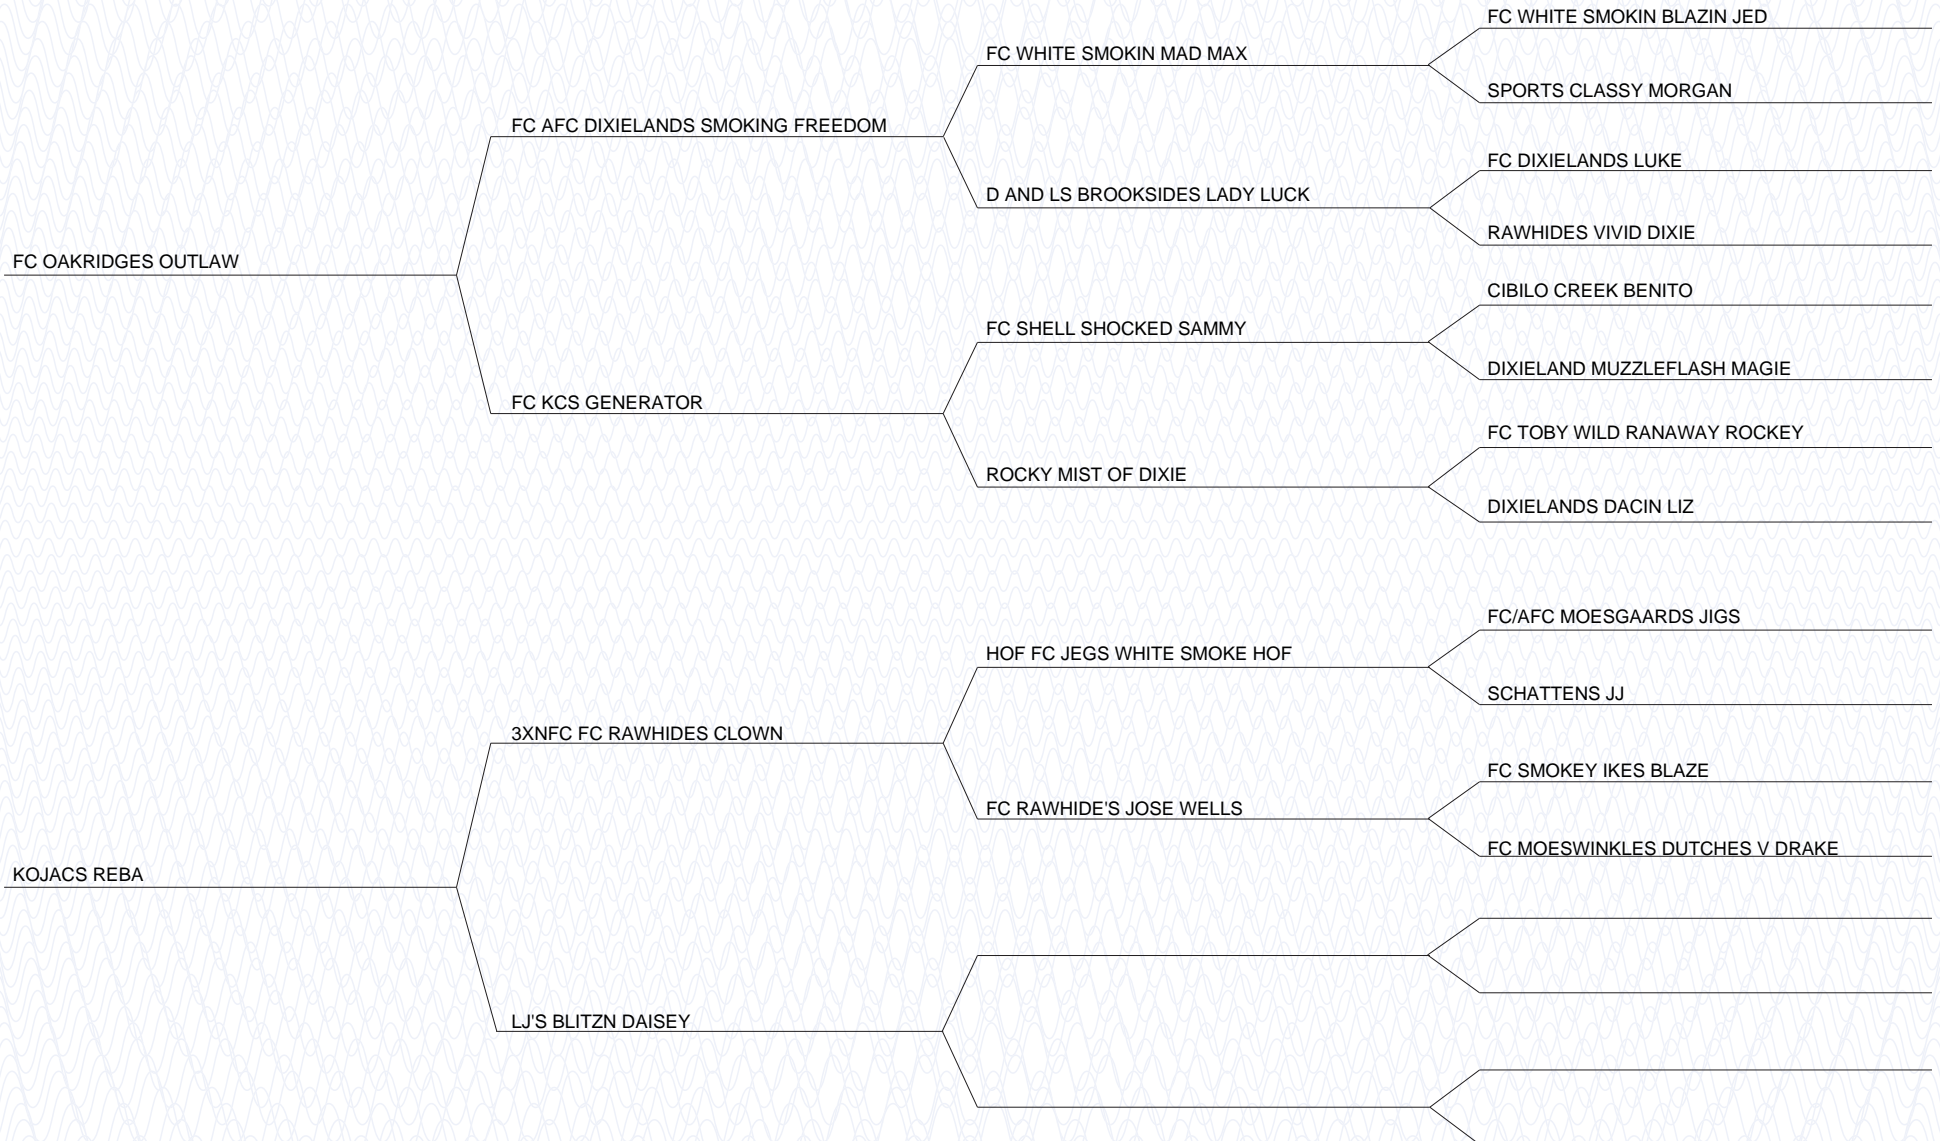 FC WHITE SMOKIN BLAZIN JED
FC WHITE SMOKIN MAD MAX
SPORTS CLASSY MORGAN
FC AFC DIXIELANDS SMOKING FREEDOM
FC DIXIELANDS LUKE
D AND LS BROOKSIDES LADY LUCK
RAWHIDES VIVID DIXIE
FC OAKRIDGES OUTLAW
CIBILO CREEK BENITO
FC SHELL SHOCKED SAMMY
DIXIELAND MUZZLEFLASH MAGIE
FC KCS GENERATOR
FC TOBY WILD RANAWAY ROCKEY
ROCKY MIST OF DIXIE
DIXIELANDS DACIN LIZ
FC/AFC MOESGAARDS JIGS
HOF FC JEGS WHITE SMOKE HOF
SCHATTENS JJ
3XNFC FC RAWHIDES CLOWN
FC SMOKEY IKES BLAZE
FC RAWHIDE'S JOSE WELLS
FC MOESWINKLES DUTCHES V DRAKE
KOJACS REBA
LJ'S BLITZN DAISEY